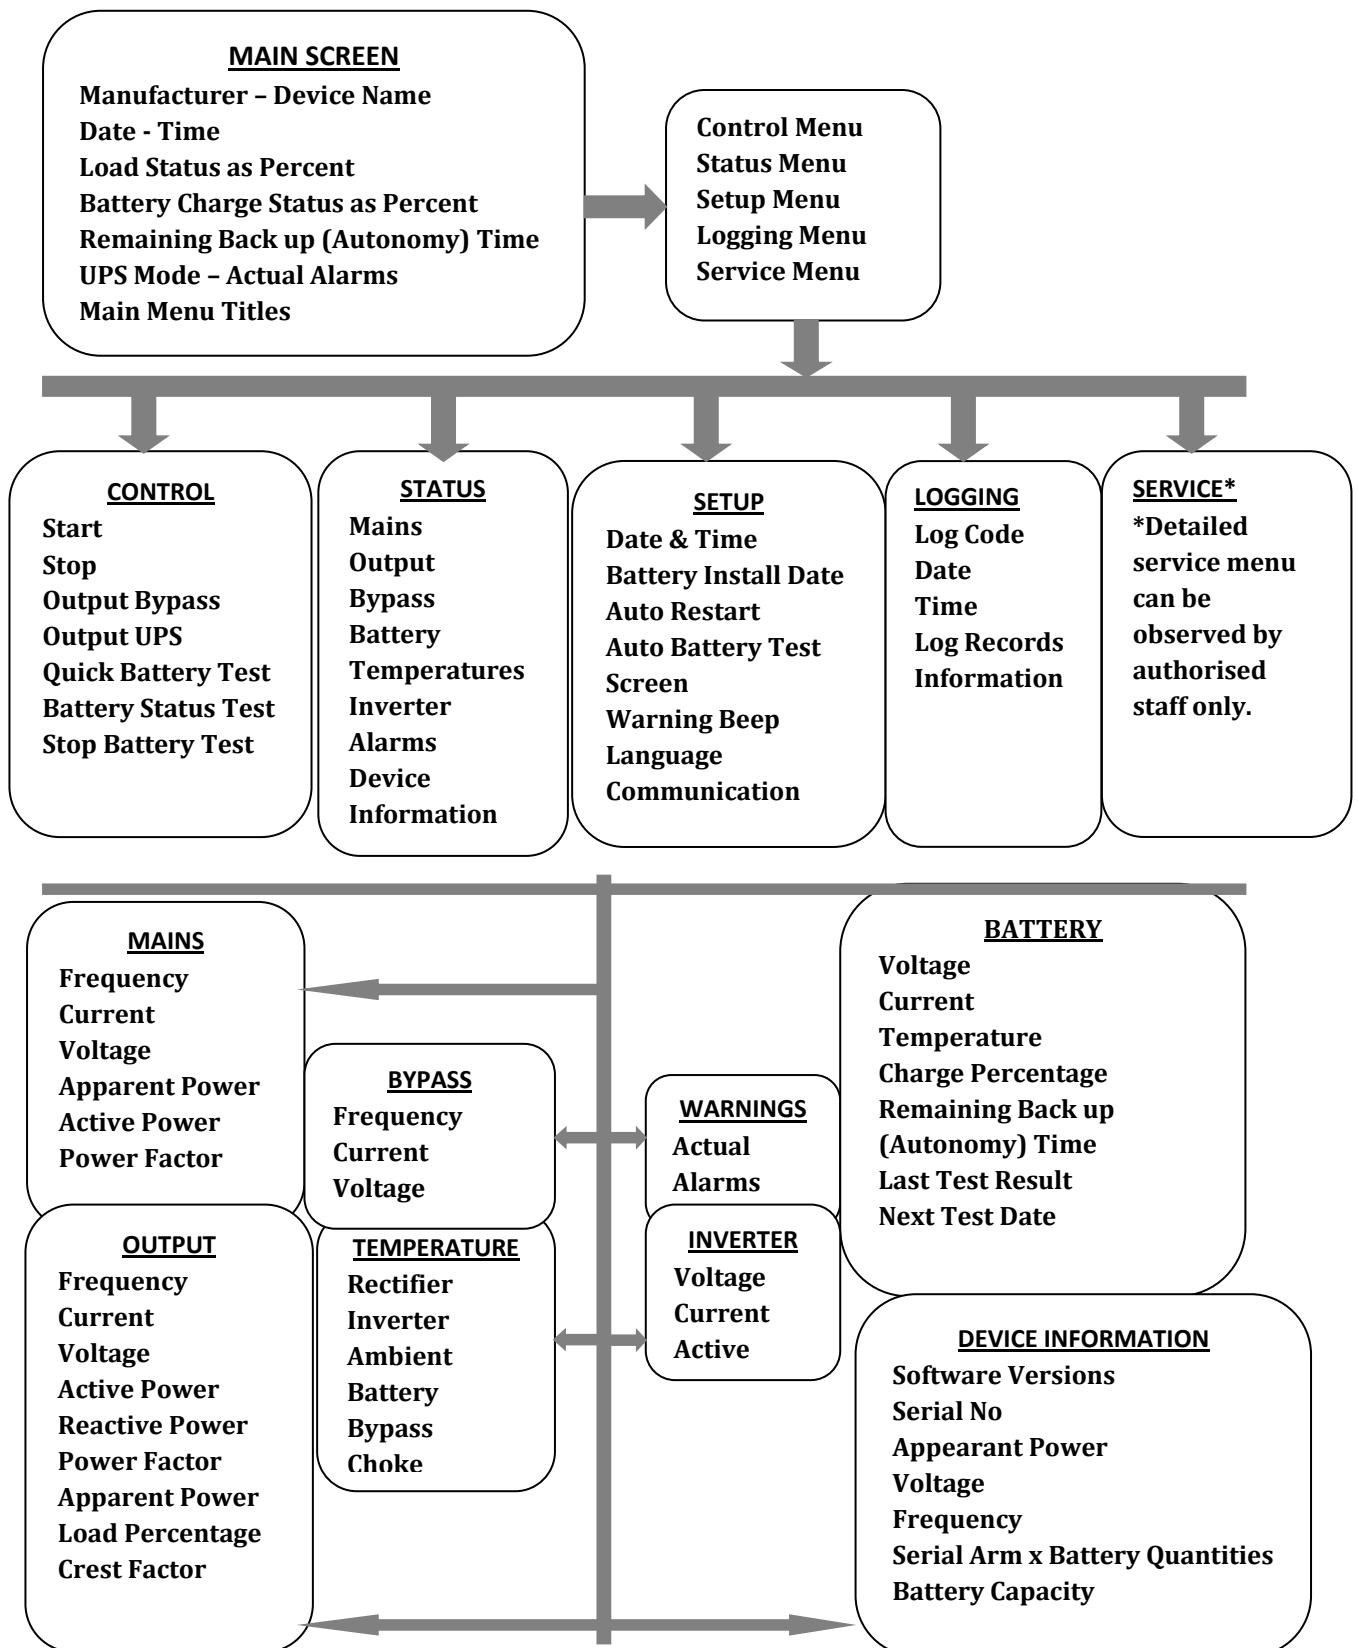 MAIN SCREEN
Manufacturer – Device Name
Date - Time
Load Status as Percent
Battery Charge Status as Percent
Remaining Back up (Autonomy) Time
UPS Mode – Actual Alarms
Main Menu Titles
Control Menu
Status Menu
Setup Menu
Logging Menu
Service Menu
CONTROL
Start
Stop
Output Bypass
Output UPS
Quick Battery Test
Battery Status Test
Stop Battery Test
STATUS
Mains
Output
Bypass
Battery
Temperatures
Inverter
Alarms
Device
Information
SETUP
Date & Time
Battery Install Date
Auto Restart
Auto Battery Test
Screen
Warning Beep
Language
Communication
LOGGING
Log Code
Date
Time
Log Records
Information
SERVICE*
*Detailed
service menu
can be
observed by
authorised
staff only.
MAINS
Frequency
Current
Voltage
Apparent Power
Active Power
Power Factor
BYPASS
Frequency
Current
Voltage
WARNINGS
Actual
Alarms
BATTERY
Voltage
Current
Temperature
Charge Percentage
Remaining Back up
(Autonomy) Time
Last Test Result
Next Test Date
OUTPUT
Frequency
Current
Voltage
Active Power
Reactive Power
Power Factor
Apparent Power
Load Percentage
Crest Factor
TEMPERATURE
Rectifier
Inverter
Ambient
Battery
Bypass
Choke
INVERTER
Voltage
Current
Active
DEVICE INFORMATION
Software Versions
Serial No
Appearant Power
Voltage
Frequency
Serial Arm x Battery Quantities
Battery Capacity